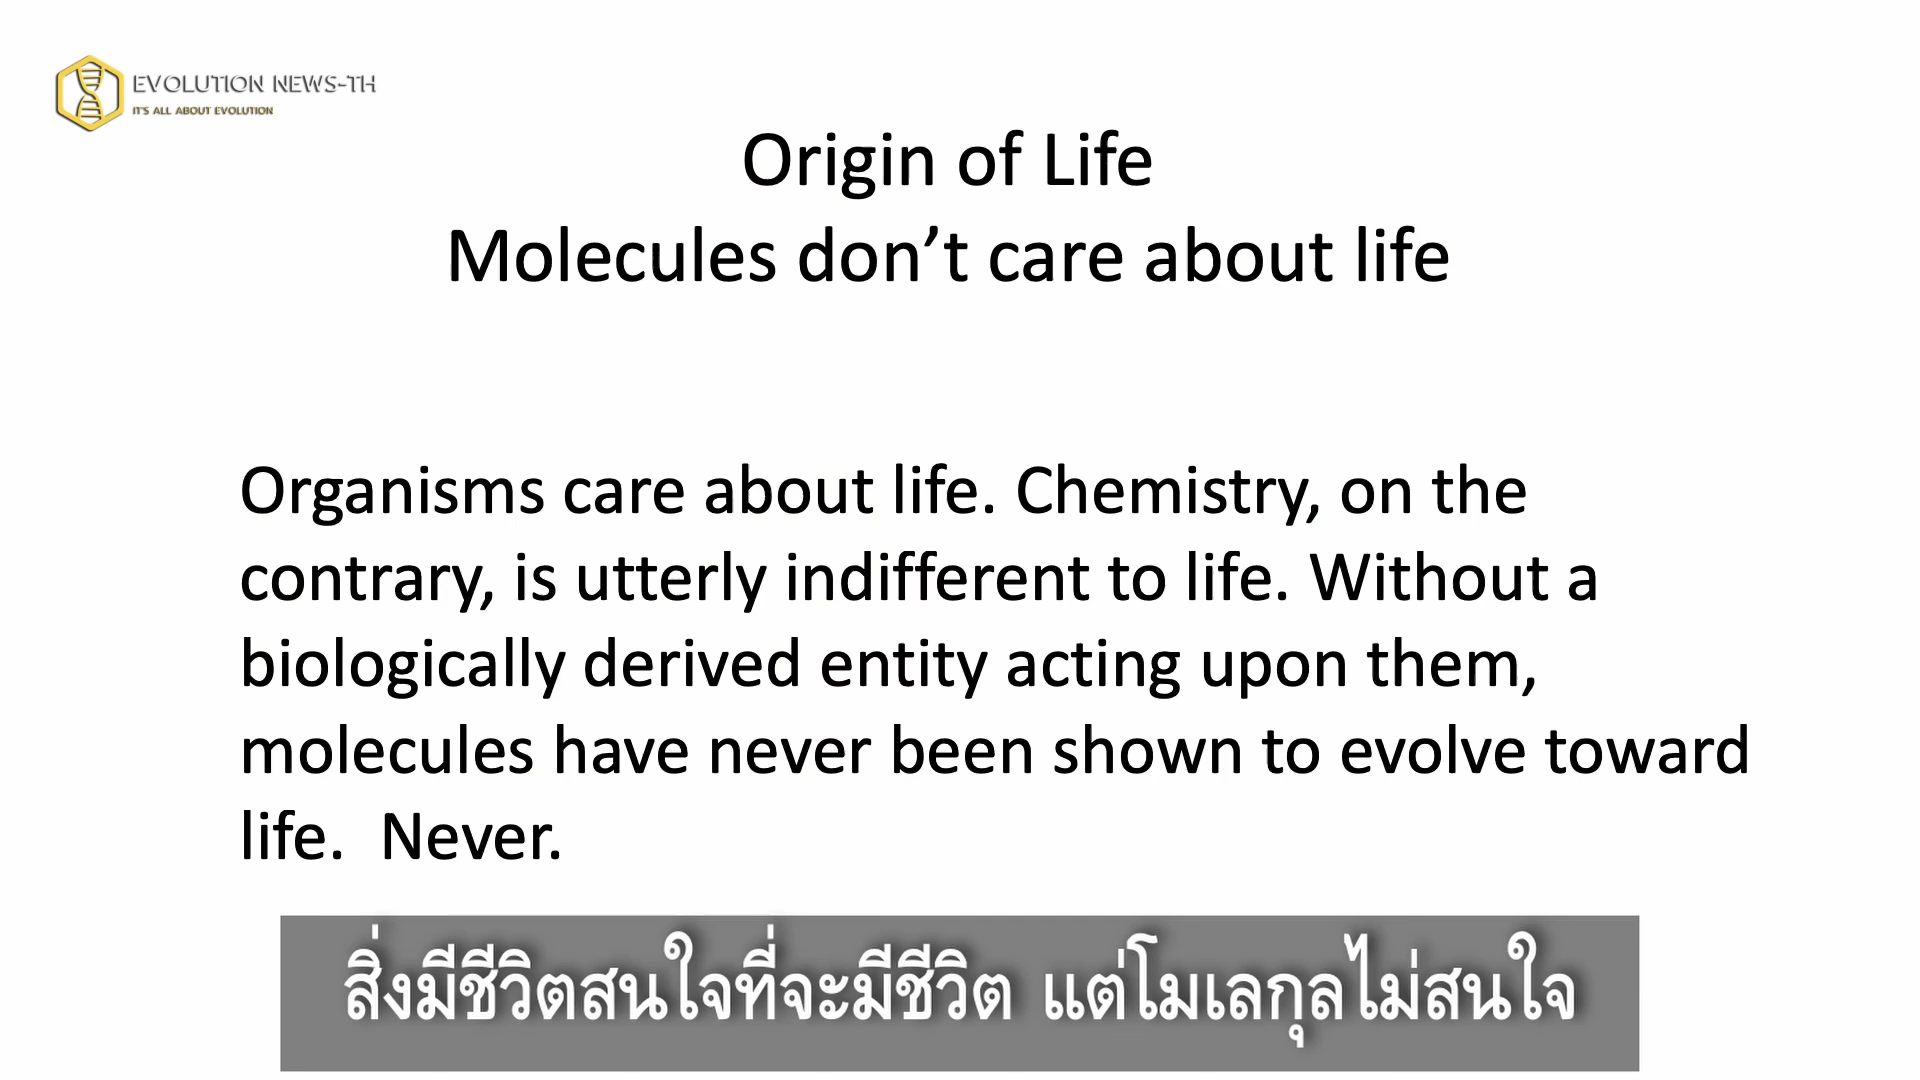 EVOLUTION NEWS-TH
IT'S ALL ABOUT EVOLUTION
Origin of Life
Molecules don’t care about life
Organisms care about life. Chemistry, on the
contrary, is utterly indifferent to life. Without a
biologically derived entity acting upon them,
molecules have never been shown to evolve toward
life.  Never.
สิ่งมีชีวิตสนใจที่จะมีชีวิต แต่โมเลกุลไม่สนใจ